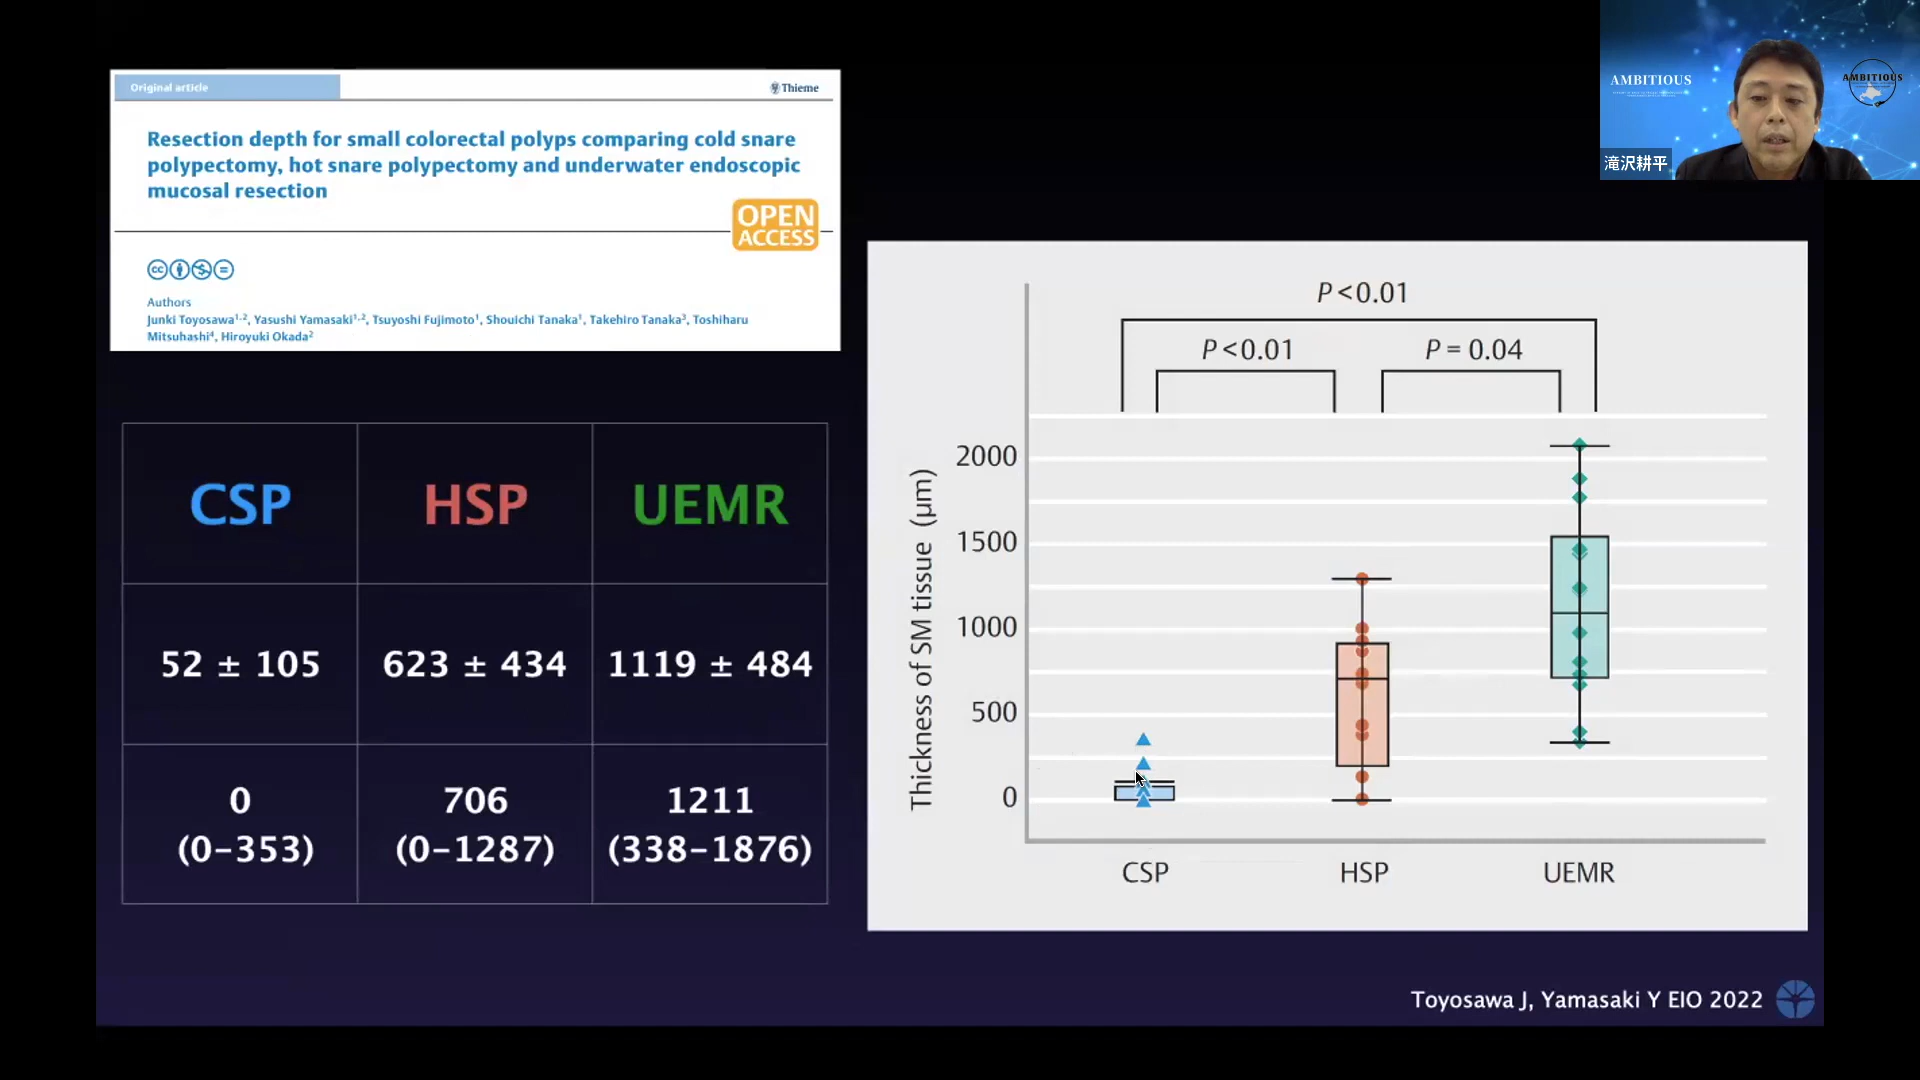 Original article
Thieme
Resection depth for small colorectal polyps comparing cold snare
polypectomy, hot snare polypectomy and underwater endoscopic
mucosal resection
OPEN
ACCESS
cc
Authors
Junki Toyosawa1,2, Yasushi Yamasaki1,2, Tsuyoshi Fujimoto1, Shouichi Tanaka1, Takehiro Tanaka3, Toshiharu
Mitsuhashi4, Hiroyuki Okada2
CSP HSP UEMR
52 ± 105 623 ± 434 1119 ± 484
0 706 1211
(0–353) (0–1287) (338–1876)
P <0.01
P <0.01 P = 0.04
Thickness of SM tissue (µm)
2000
1500
1000
500
0
CSP HSP UEMR
Toyosawa J, Yamasaki Y EIO 2022
AMBITIOUS
AMBITIOUS
滝沢耕平